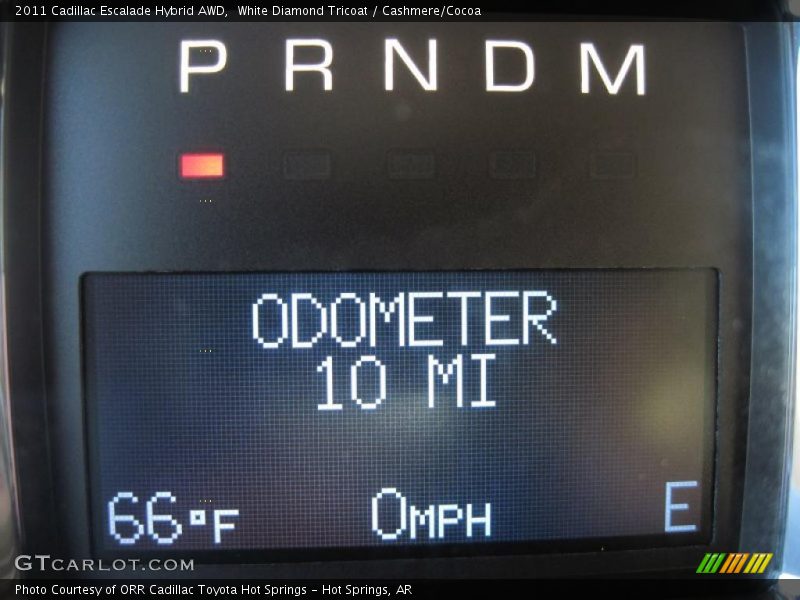 2011 Cadillac Escalade Hybrid AWD,  White Diamond Tricoat / Cashmere/Cocoa
P R N D M
ODOMETER
10 MI
66°F 0MPH E
GTCARLOT.COM
Photo Courtesy of ORR Cadillac Toyota Hot Springs - Hot Springs, AR